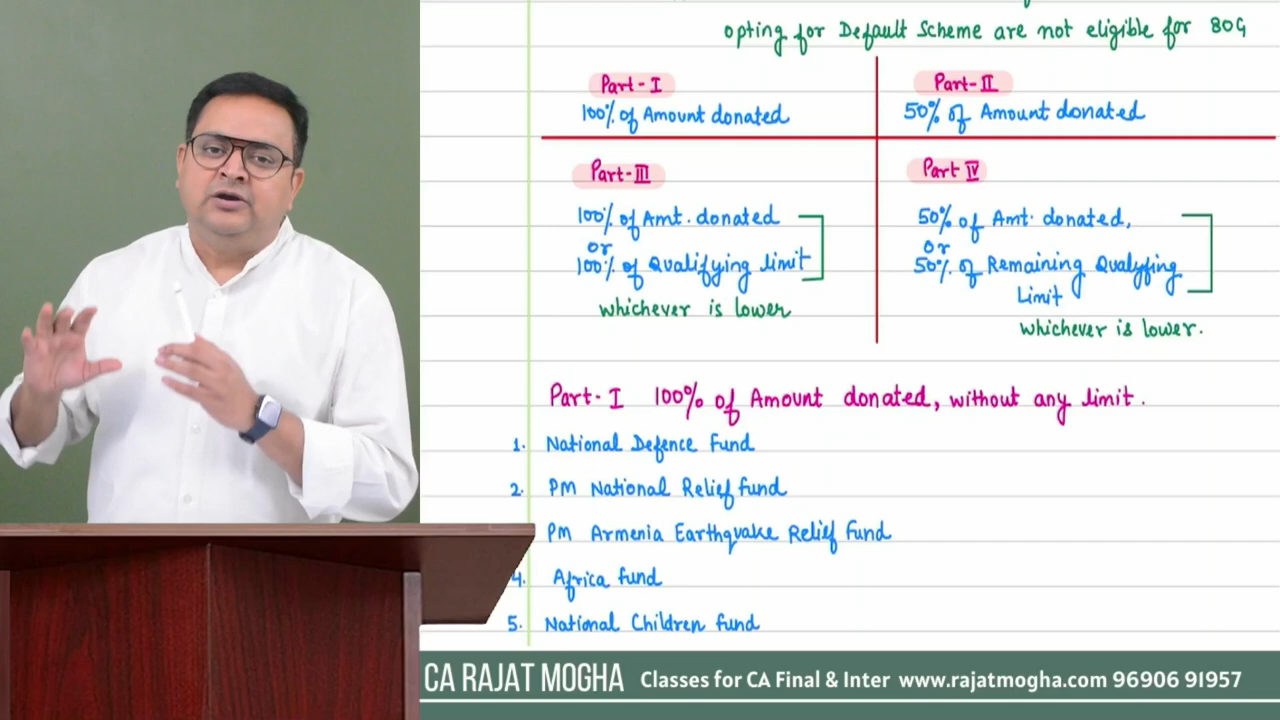 opting for Default Scheme are not eligible for 80G
Part-I
100% of Amount donated
Part-II
50% of Amount donated
Part-III
100% of Amt. donated
or
100% of Qualifying limit
whichever is lower
Part IV
50% of Amt. donated,
or
50% of Remaining Qualyfing
Limit
whichever is lower.
Part-I 100% of Amount donated, without any limit.
1. National Defence Fund
2. PM National Relief fund
PM Armenia Earthquake Relief Fund
4. Africa fund
5. National Children fund
CA RAJAT MOGHA Classes for CA Final & Inter www.rajatmogha.com 96906 91957